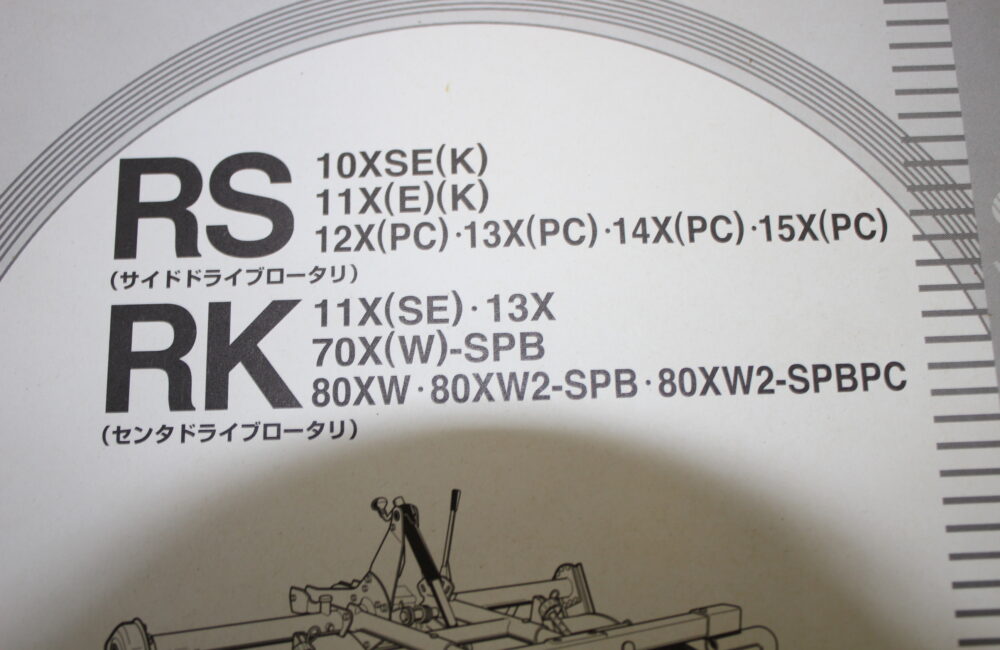 RS
10XSE(K)
11X(E)(K)
12X(PC)·13X(PC)·14X(PC)·15X(PC)
(サイドドライブロータリ)
RK
11X(SE)·13X
70X(W)-SPB
80XW·80XW2-SPB·80XW2-SPBPC
(センタドライブロータリ)